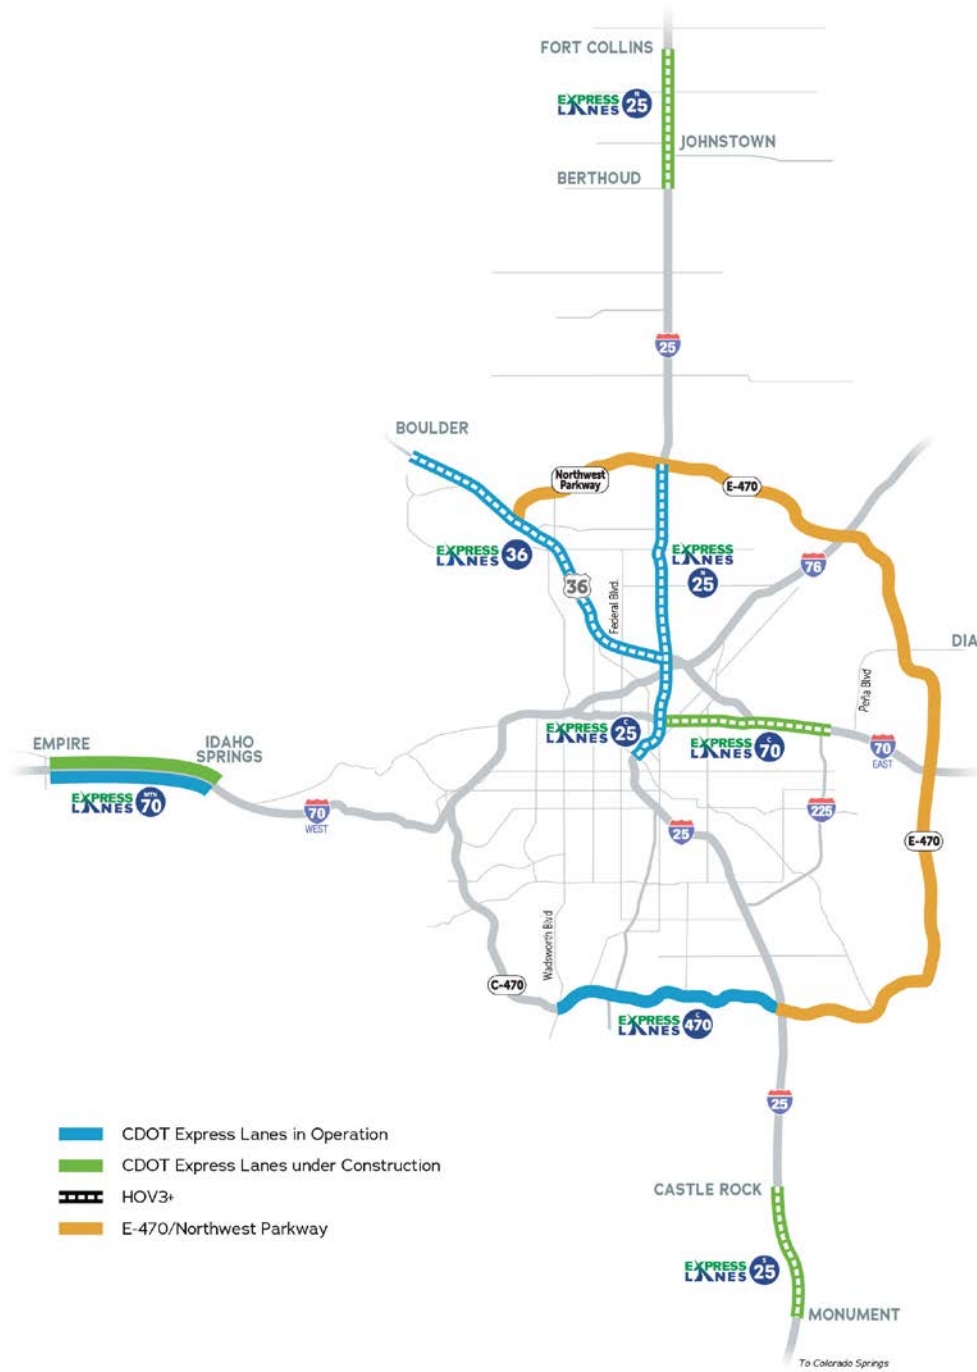 FORT COLLINS
EXPRESS
LANES
N
25
JOHNSTOWN
BERTHOUD
25
BOULDER
Northwest
Parkway
E-470
EXPRESS
LANES
36
EXPRESS
LANES
N
25
76
36
Federal Blvd.
DIA
Peña Blvd
EXPRESS
LANES
C
25
EXPRESS
LANES
C
70
70
EAST
EMPIRE
IDAHO
SPRINGS
EXPRESS
LANES
MTN
70
70
WEST
25
225
E-470
Wadsworth Blvd
C-470
EXPRESS
LANES
C
470
25
CDOT Express Lanes in Operation
CDOT Express Lanes under Construction
HOV3+
E-470/Northwest Parkway
CASTLE ROCK
EXPRESS
LANES
S
25
MONUMENT
To Colorado Springs